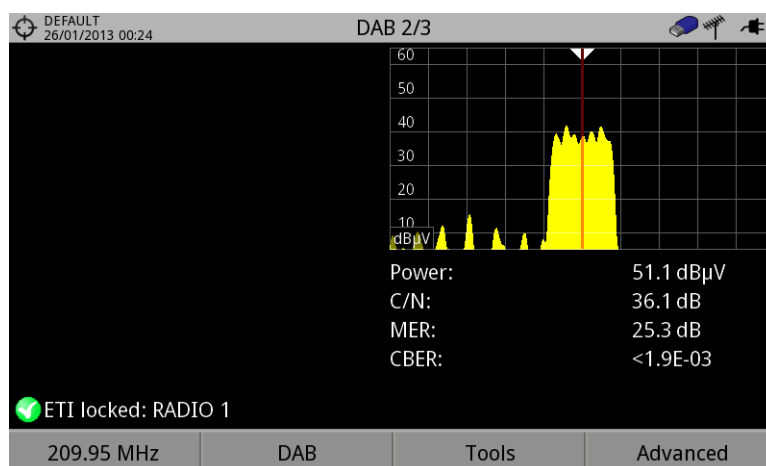 DEFAULT
26/01/2013 00:24
DAB 2/3
60
50
40
30
20
10
dBµV
Power: 51.1 dBµV
C/N: 36.1 dB
MER: 25.3 dB
CBER: <1.9E-03
ETI locked: RADIO 1
209.95 MHz DAB Tools Advanced